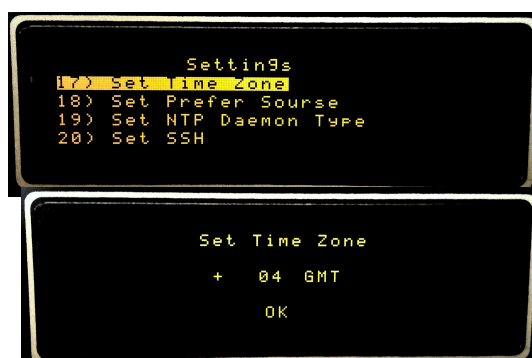 Settings
17) Set Time Zone
18) Set Prefer Sourse
19) Set NTP Daemon Type
20) Set SSH
Set Time Zone
+ 04 GMT
OK